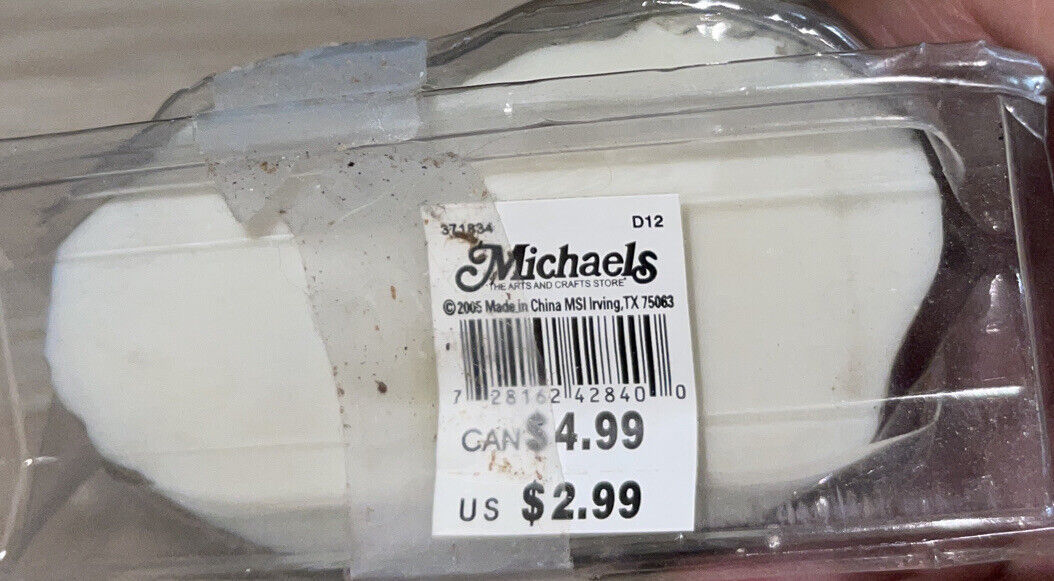 371834 D12
Michaels
THE ARTS AND CRAFTS STORE
© 2005 Made in China MSI Irving, TX 75063
7 28162 42840 0
CAN $4.99
US $2.99